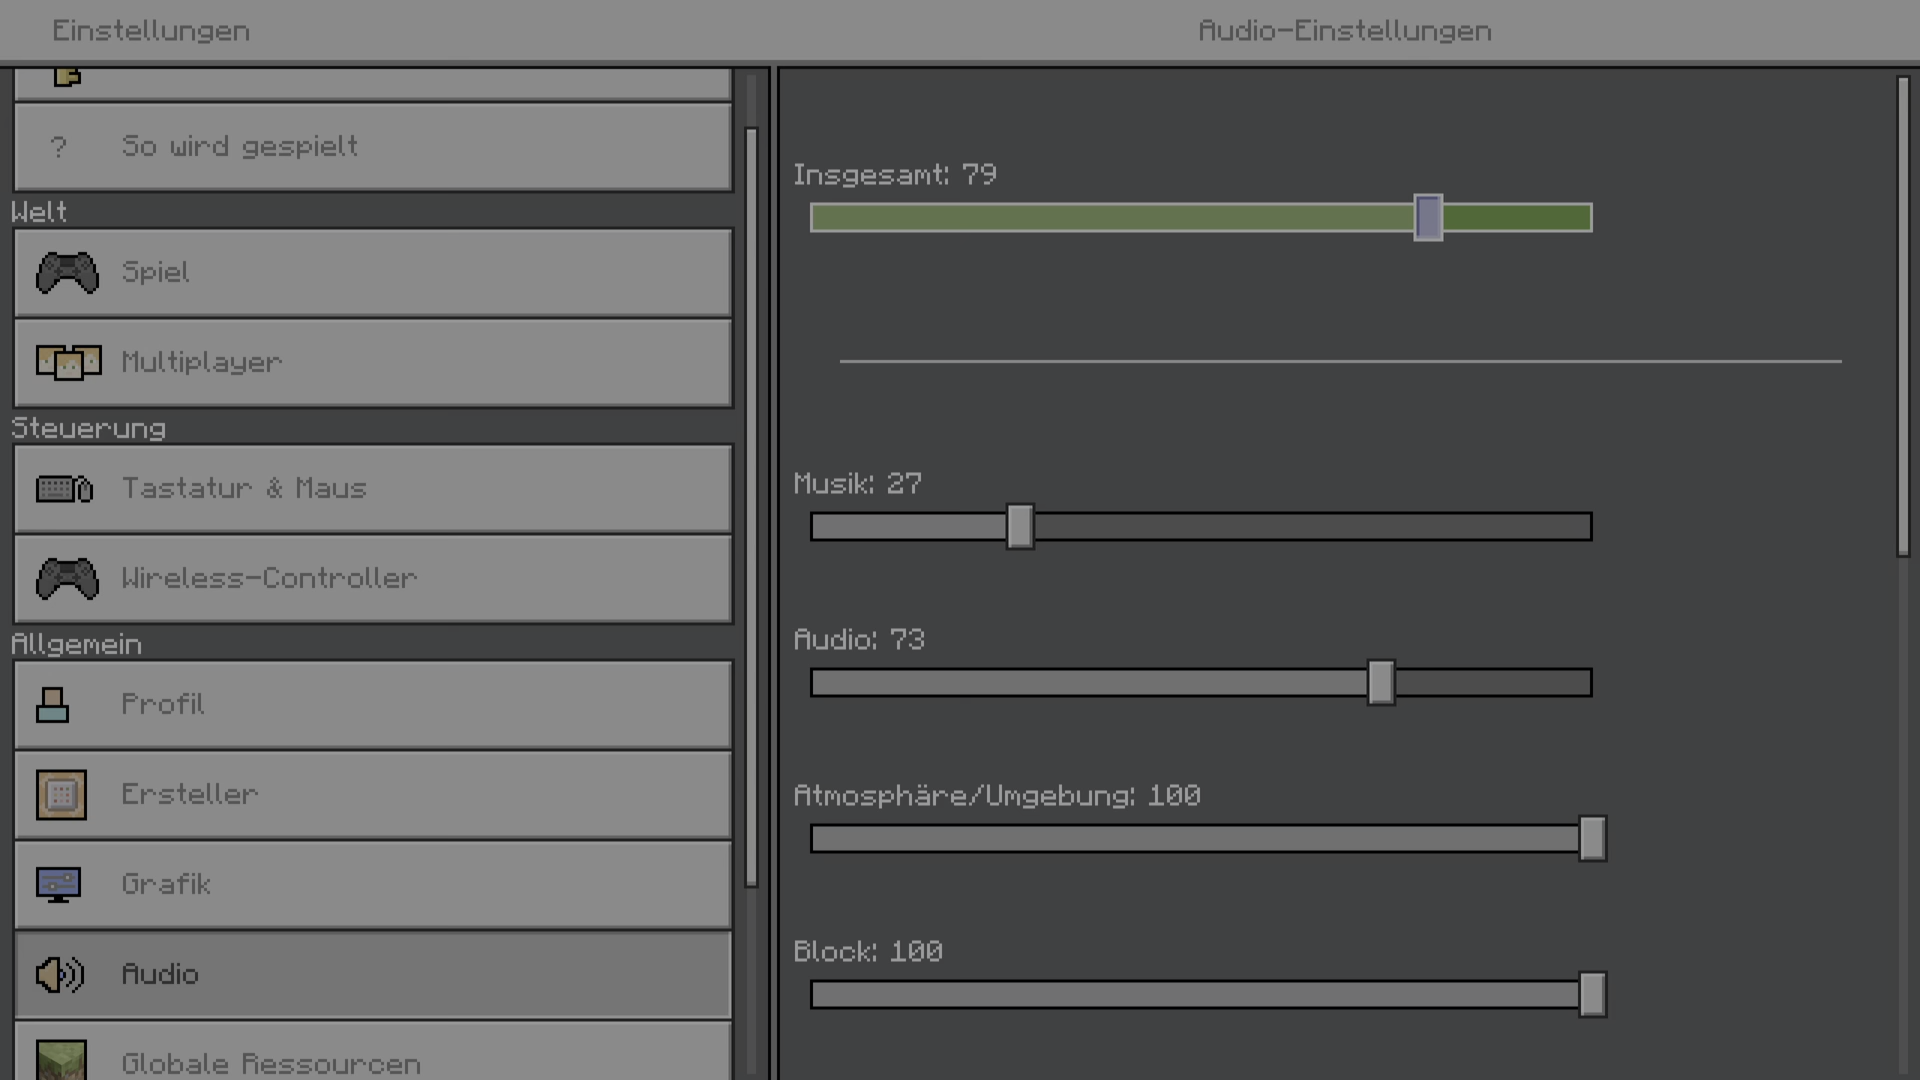 Einstellungen
Audio-Einstellungen
So wird gespielt
Welt
Spiel
Multiplayer
Steuerung
Tastatur & Maus
Wireless-Controller
Allgemein
Profil
Ersteller
Grafik
Audio
Globale Ressourcen
Insgesamt: 79
Musik: 27
Audio: 73
Atmosphäre/Umgebung: 100
Block: 100